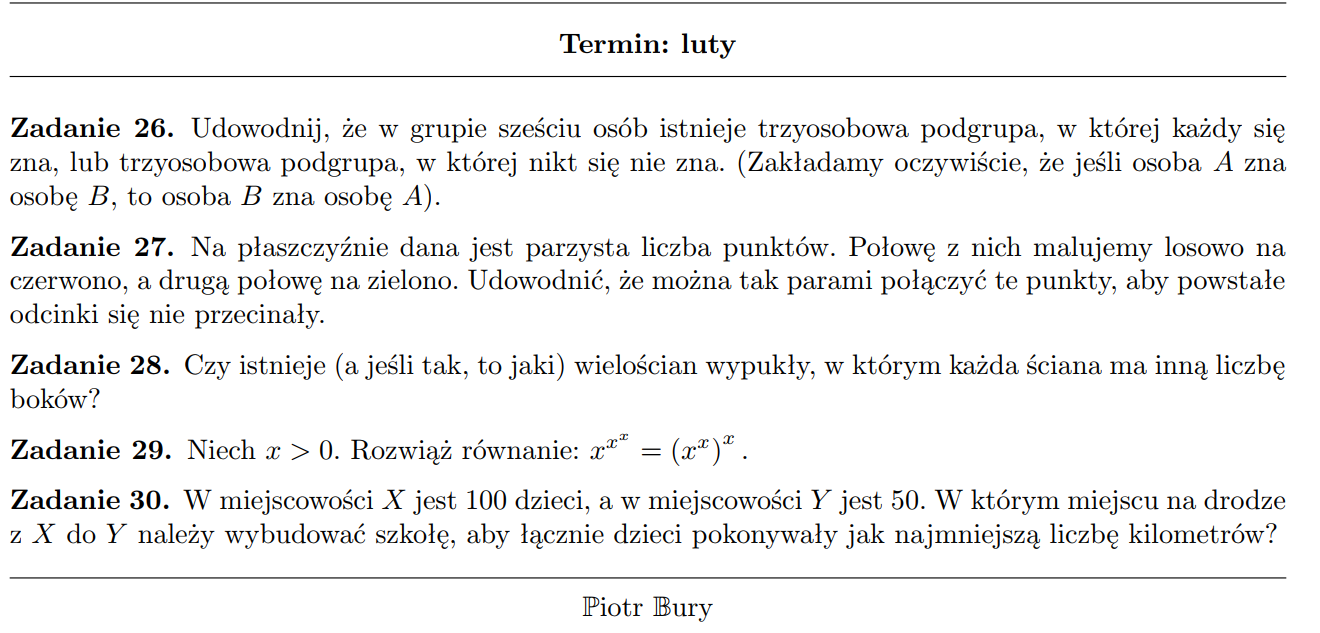 Termin: luty
Zadanie 26. Udowodnij, że w grupie sześciu osób istnieje trzyosobowa podgrupa, w której każdy się
zna, lub trzyosobowa podgrupa, w której nikt się nie zna. (Zakładamy oczywiście, że jeśli osoba A zna
osobę B, to osoba B zna osobę A).
Zadanie 27. Na płaszczyźnie dana jest parzysta liczba punktów. Połowę z nich malujemy losowo na
czerwono, a drugą połowę na zielono. Udowodnić, że można tak parami połączyć te punkty, aby powstałe
odcinki się nie przecinały.
Zadanie 28. Czy istnieje (a jeśli tak, to jaki) wielościan wypukły, w którym każda ściana ma inną liczbę
boków?
Zadanie 29. Niech x > 0. Rozwiąż równanie: x^{x^x} = (x^x)^x .
Zadanie 30. W miejscowości X jest 100 dzieci, a w miejscowości Y jest 50. W którym miejscu na drodze
z X do Y należy wybudować szkołę, aby łącznie dzieci pokonywały jak najmniejszą liczbę kilometrów?
ℙiotr 𝔹ury